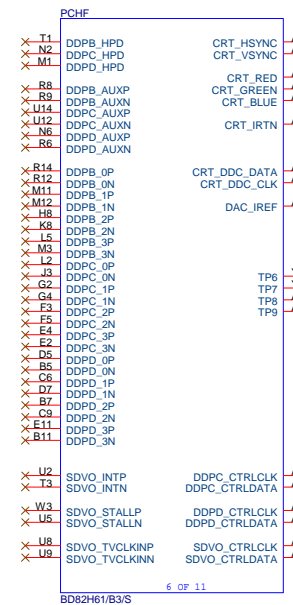 PCHF
T1 DDPB_HPD CRT_HSYNC
N2 DDPC_HPD CRT_VSYNC
M1 DDPD_HPD
CRT_RED
R8 DDPB_AUXP CRT_GREEN
R9 DDPB_AUXN CRT_BLUE
U14 DDPC_AUXP
U12 DDPC_AUXN CRT_IRTN
N6 DDPD_AUXP
R6 DDPD_AUXN
R14 DDPB_0P CRT_DDC_DATA
R12 DDPB_0N CRT_DDC_CLK
M11 DDPB_1P
M12 DDPB_1N DAC_IREF
H8 DDPB_2P
K8 DDPB_2N
L5 DDPB_3P
M3 DDPB_3N
L2 DDPC_0P
J3 DDPC_0N TP6
G2 DDPC_1P TP7
G4 DDPC_1N TP8
F3 DDPC_2P TP9
F5 DDPC_2N
E4 DDPC_3P
E2 DDPC_3N
D5 DDPD_0P
B5 DDPD_0N
C6 DDPD_1P
D7 DDPD_1N
B7 DDPD_2P
C9 DDPD_2N
E11 DDPD_3P
B11 DDPD_3N
U2 SDVO_INTP DDPC_CTRLCLK
T3 SDVO_INTN DDPC_CTRLDATA
W3 SDVO_STALLP DDPD_CTRLCLK
U5 SDVO_STALLN DDPD_CTRLDATA
U8 SDVO_TVCLKINP SDVO_CTRLCLK
U9 SDVO_TVCLKINN SDVO_CTRLDATA
6 OF 11
BD82H61/B3/S